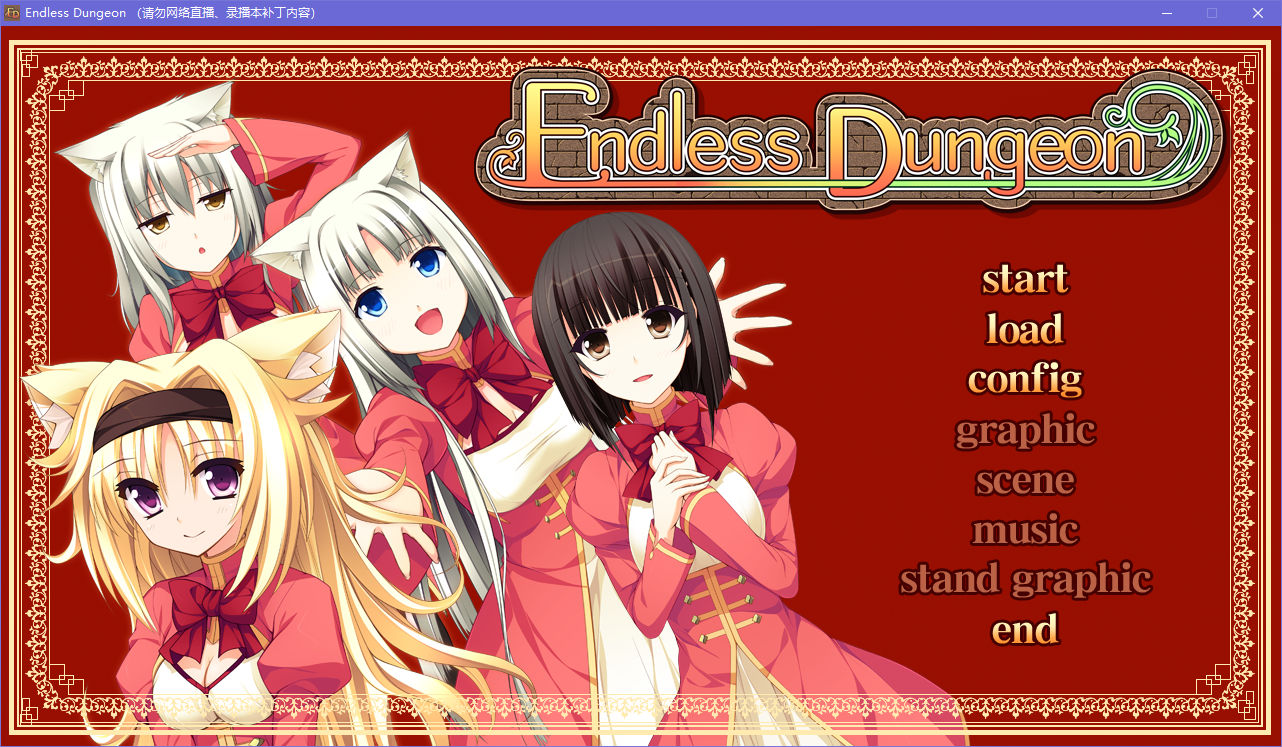 Endless Dungeon （请勿网络直播、录播本补丁内容）
Endless Dungeon
start
load
config
graphic
scene
music
stand graphic
end